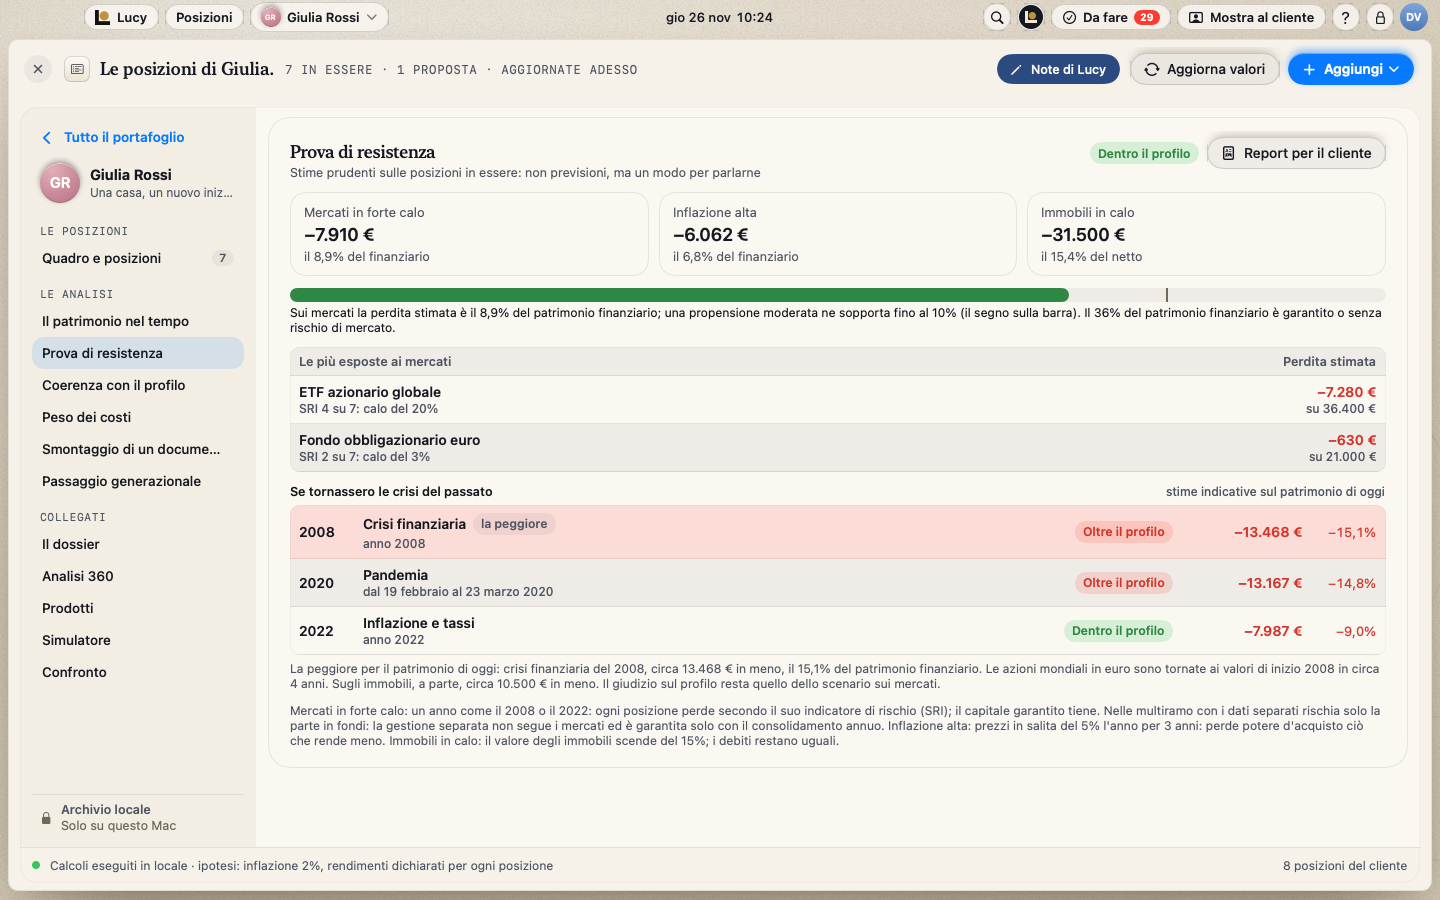 Lucy
Posizioni
GR Giulia Rossi
gio 26 nov 10:24
Da fare 29
Mostra al cliente
?
DV
Le posizioni di Giulia.
7 IN ESSERE · 1 PROPOSTA · AGGIORNATE ADESSO
Note di Lucy
Aggiorna valori
Aggiungi
Tutto il portafoglio
GR
Giulia Rossi
Una casa, un nuovo iniz...
LE POSIZIONI
Quadro e posizioni 7
LE ANALISI
Il patrimonio nel tempo
Prova di resistenza
Coerenza con il profilo
Peso dei costi
Smontaggio di un docume...
Passaggio generazionale
COLLEGATI
Il dossier
Analisi 360
Prodotti
Simulatore
Confronto
Archivio locale
Solo su questo Mac
Prova di resistenza
Stime prudenti sulle posizioni in essere: non previsioni, ma un modo per parlarne
Dentro il profilo
Report per il cliente
Mercati in forte calo
−7.910 €
il 8,9% del finanziario
Inflazione alta
−6.062 €
il 6,8% del finanziario
Immobili in calo
−31.500 €
il 15,4% del netto
Sui mercati la perdita stimata è il 8,9% del patrimonio finanziario; una propensione moderata ne sopporta fino al 10% (il segno sulla barra). Il 36% del patrimonio finanziario è garantito o senza
rischio di mercato.
Le più esposte ai mercati Perdita stimata
ETF azionario globale −7.280 €
SRI 4 su 7: calo del 20% su 36.400 €
Fondo obbligazionario euro −630 €
SRI 2 su 7: calo del 3% su 21.000 €
Se tornassero le crisi del passato stime indicative sul patrimonio di oggi
2008 Crisi finanziaria la peggiore Oltre il profilo −13.468 € −15,1%
anno 2008
2020 Pandemia Oltre il profilo −13.167 € −14,8%
dal 19 febbraio al 23 marzo 2020
2022 Inflazione e tassi Dentro il profilo −7.987 € −9,0%
anno 2022
La peggiore per il patrimonio di oggi: crisi finanziaria del 2008, circa 13.468 € in meno, il 15,1% del patrimonio finanziario. Le azioni mondiali in euro sono tornate ai valori di inizio 2008 in circa
4 anni. Sugli immobili, a parte, circa 10.500 € in meno. Il giudizio sul profilo resta quello dello scenario sui mercati.
Mercati in forte calo: un anno come il 2008 o il 2022: ogni posizione perde secondo il suo indicatore di rischio (SRI); il capitale garantito tiene. Nelle multiramo con i dati separati rischia solo la
parte in fondi: la gestione separata non segue i mercati ed è garantita solo con il consolidamento annuo. Inflazione alta: prezzi in salita del 5% l'anno per 3 anni: perde potere d'acquisto ciò
che rende meno. Immobili in calo: il valore degli immobili scende del 15%; i debiti restano uguali.
Calcoli eseguiti in locale · ipotesi: inflazione 2%, rendimenti dichiarati per ogni posizione
8 posizioni del cliente